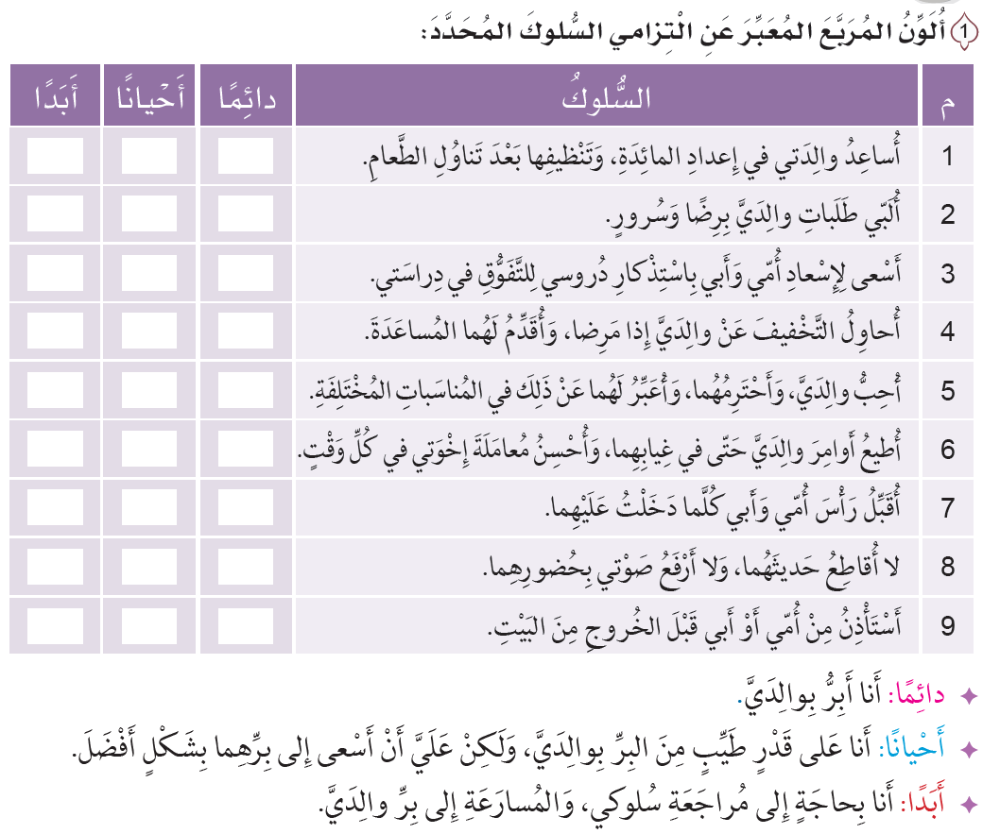 1 أُلَوِّنُ المُرَبَّعَ المُعَبِّرَ عَنِ الْتِزامي السُّلوكَ المُحَدَّدَ:
م السُّلوكُ دائِمًا أَحْيانًا أَبَدًا
1 أُساعِدُ والِدَتي في إِعدادِ المائِدَةِ، وَتَنْظيفِها بَعْدَ تَناوُلِ الطَّعامِ.
2 أُلَبّي طَلَباتِ والِدَيَّ بِرِضًا وَسُرورٍ.
3 أَسْعى لِإِسْعادِ أُمّي وَأَبي بِاسْتِذْكارِ دُروسي لِلتَّفَوُّقِ في دِراسَتي.
4 أُحاوِلُ التَّخْفيفَ عَنْ والِدَيَّ إِذا مَرِضا، وَأُقَدِّمُ لَهُما المُساعَدَةَ.
5 أُحِبُّ والِدَيَّ، وَأَحْتَرِمُهُما، وَأُعَبِّرُ لَهُما عَنْ ذَلِكَ في المُناسَباتِ المُخْتَلِفَةِ.
6 أُطيعُ أَوامِرَ والِدَيَّ حَتّى في غِيابِهِما، وَأُحْسِنُ مُعامَلَةَ إِخْوَتي في كُلِّ وَقْتٍ.
7 أُقَبِّلُ رَأْسَ أُمّي وَأَبي كُلَّما دَخَلْتُ عَلَيْهِما.
8 لا أُقاطِعُ حَديثَهُما، وَلا أَرْفَعُ صَوْتي بِحُضورِهِما.
9 أَسْتَأْذِنُ مِنْ أُمّي أَوْ أَبي قَبْلَ الخُروجِ مِنَ البَيْتِ.
دائِمًا: أَنا أَبِرُّ بِوالِدَيَّ.
أَحْيانًا: أَنا عَلى قَدْرٍ طَيِّبٍ مِنَ البِرِّ بِوالِدَيَّ، وَلَكِنْ عَلَيَّ أَنْ أَسْعى إِلى بِرِّهِما بِشَكْلٍ أَفْضَلَ.
أَبَدًا: أَنا بِحاجَةٍ إِلى مُراجَعَةِ سُلوكي، وَالمُسارَعَةِ إِلى بِرِّ والِدَيَّ.